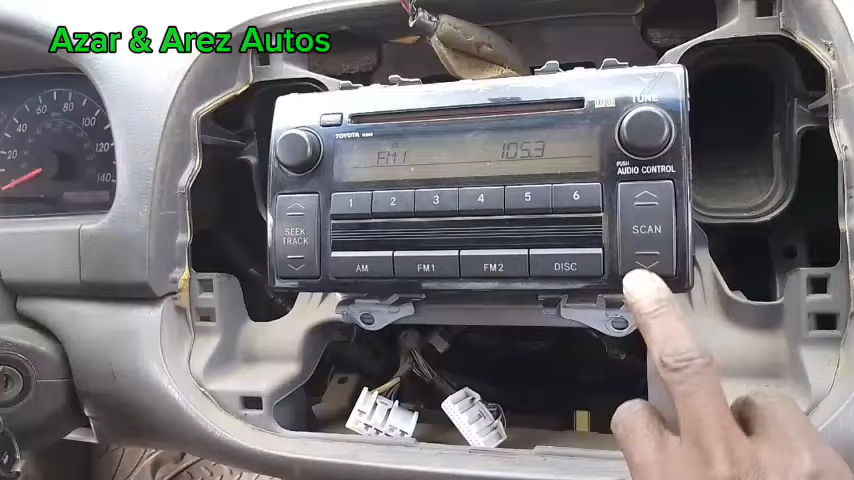 Azar & Arez Autos
TOYOTA
TUNE
FM1
105.3
PUSH
AUDIO CONTROL
1
2
3
4
5
6
SEEK
TRACK
SCAN
AM
FM1
FM2
DISC
20
40
60
80
100
120
140